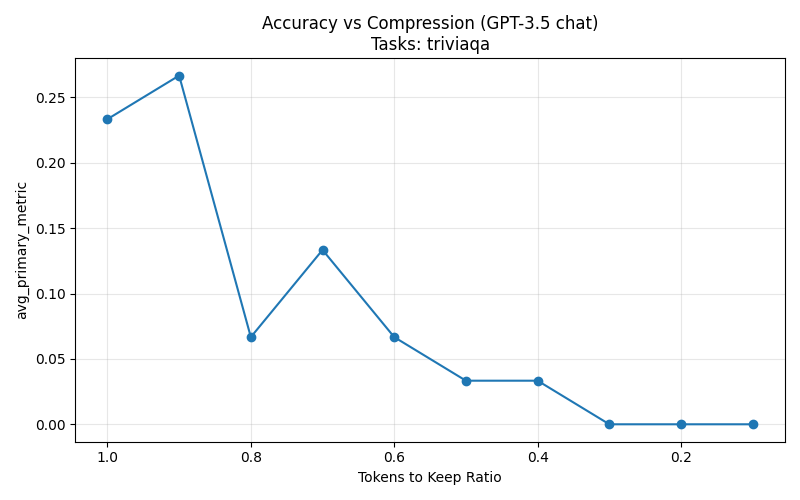 Accuracy vs Compression (GPT-3.5 chat)
Tasks: triviaqa
avg_primary_metric
0.25
0.20
0.15
0.10
0.05
0.00
1.0 0.8 0.6 0.4 0.2
Tokens to Keep Ratio